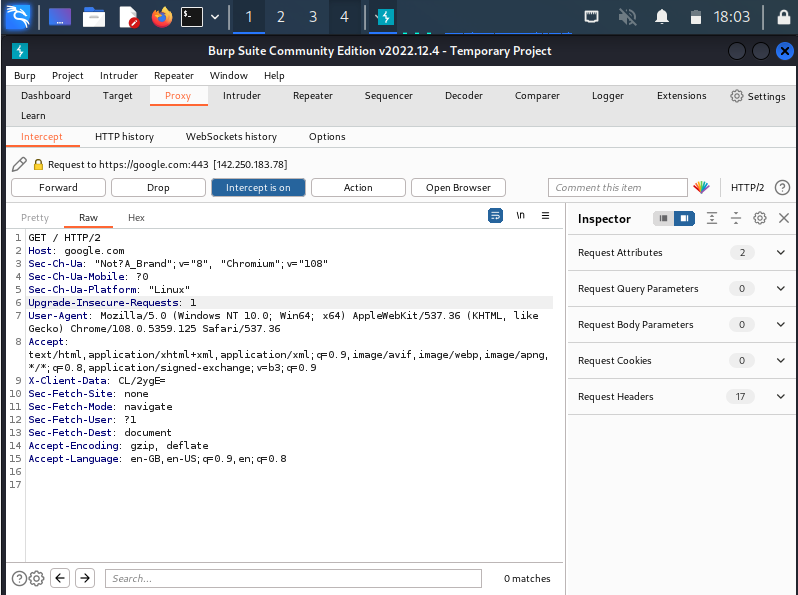 1 2 3 4 18:03
Burp Suite Community Edition v2022.12.4 - Temporary Project
Burp Project Intruder Repeater Window Help
Dashboard Target Proxy Intruder Repeater Sequencer Decoder Comparer Logger Extensions Settings
Learn
Intercept HTTP history WebSockets history Options
Request to https://google.com:443 [142.250.183.78]
Forward Drop Intercept is on Action Open Browser Comment this item HTTP/2 ?
Pretty Raw Hex \n Inspector
1 GET / HTTP/2
2 Host: google.com
3 Sec-Ch-Ua: "Not?A_Brand";v="8", "Chromium";v="108"
4 Sec-Ch-Ua-Mobile: ?0
5 Sec-Ch-Ua-Platform: "Linux"
6 Upgrade-Insecure-Requests: 1
7 User-Agent: Mozilla/5.0 (Windows NT 10.0; Win64; x64) AppleWebKit/537.36 (KHTML, like
Gecko) Chrome/108.0.5359.125 Safari/537.36
8 Accept:
text/html,application/xhtml+xml,application/xml;q=0.9,image/avif,image/webp,image/apng,
*/*;q=0.8,application/signed-exchange;v=b3;q=0.9
9 X-Client-Data: CL/2ygE=
10 Sec-Fetch-Site: none
11 Sec-Fetch-Mode: navigate
12 Sec-Fetch-User: ?1
13 Sec-Fetch-Dest: document
14 Accept-Encoding: gzip, deflate
15 Accept-Language: en-GB,en-US;q=0.9,en;q=0.8
16
17
Request Attributes 2
Request Query Parameters 0
Request Body Parameters 0
Request Cookies 0
Request Headers 17
? Search... 0 matches